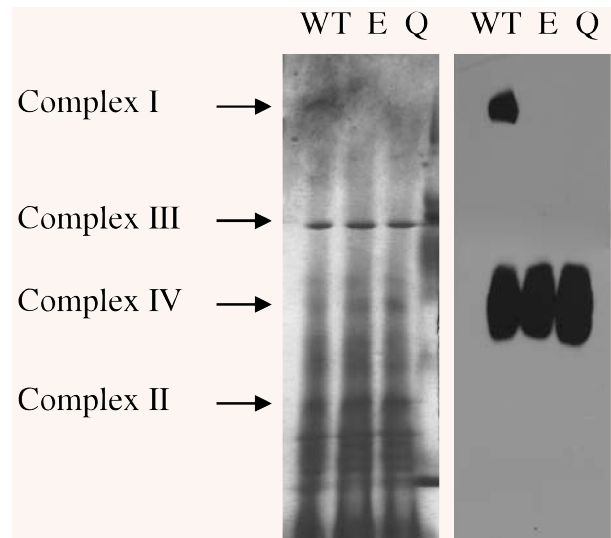 WT E Q WT E Q
Complex I
Complex III
Complex IV
Complex II